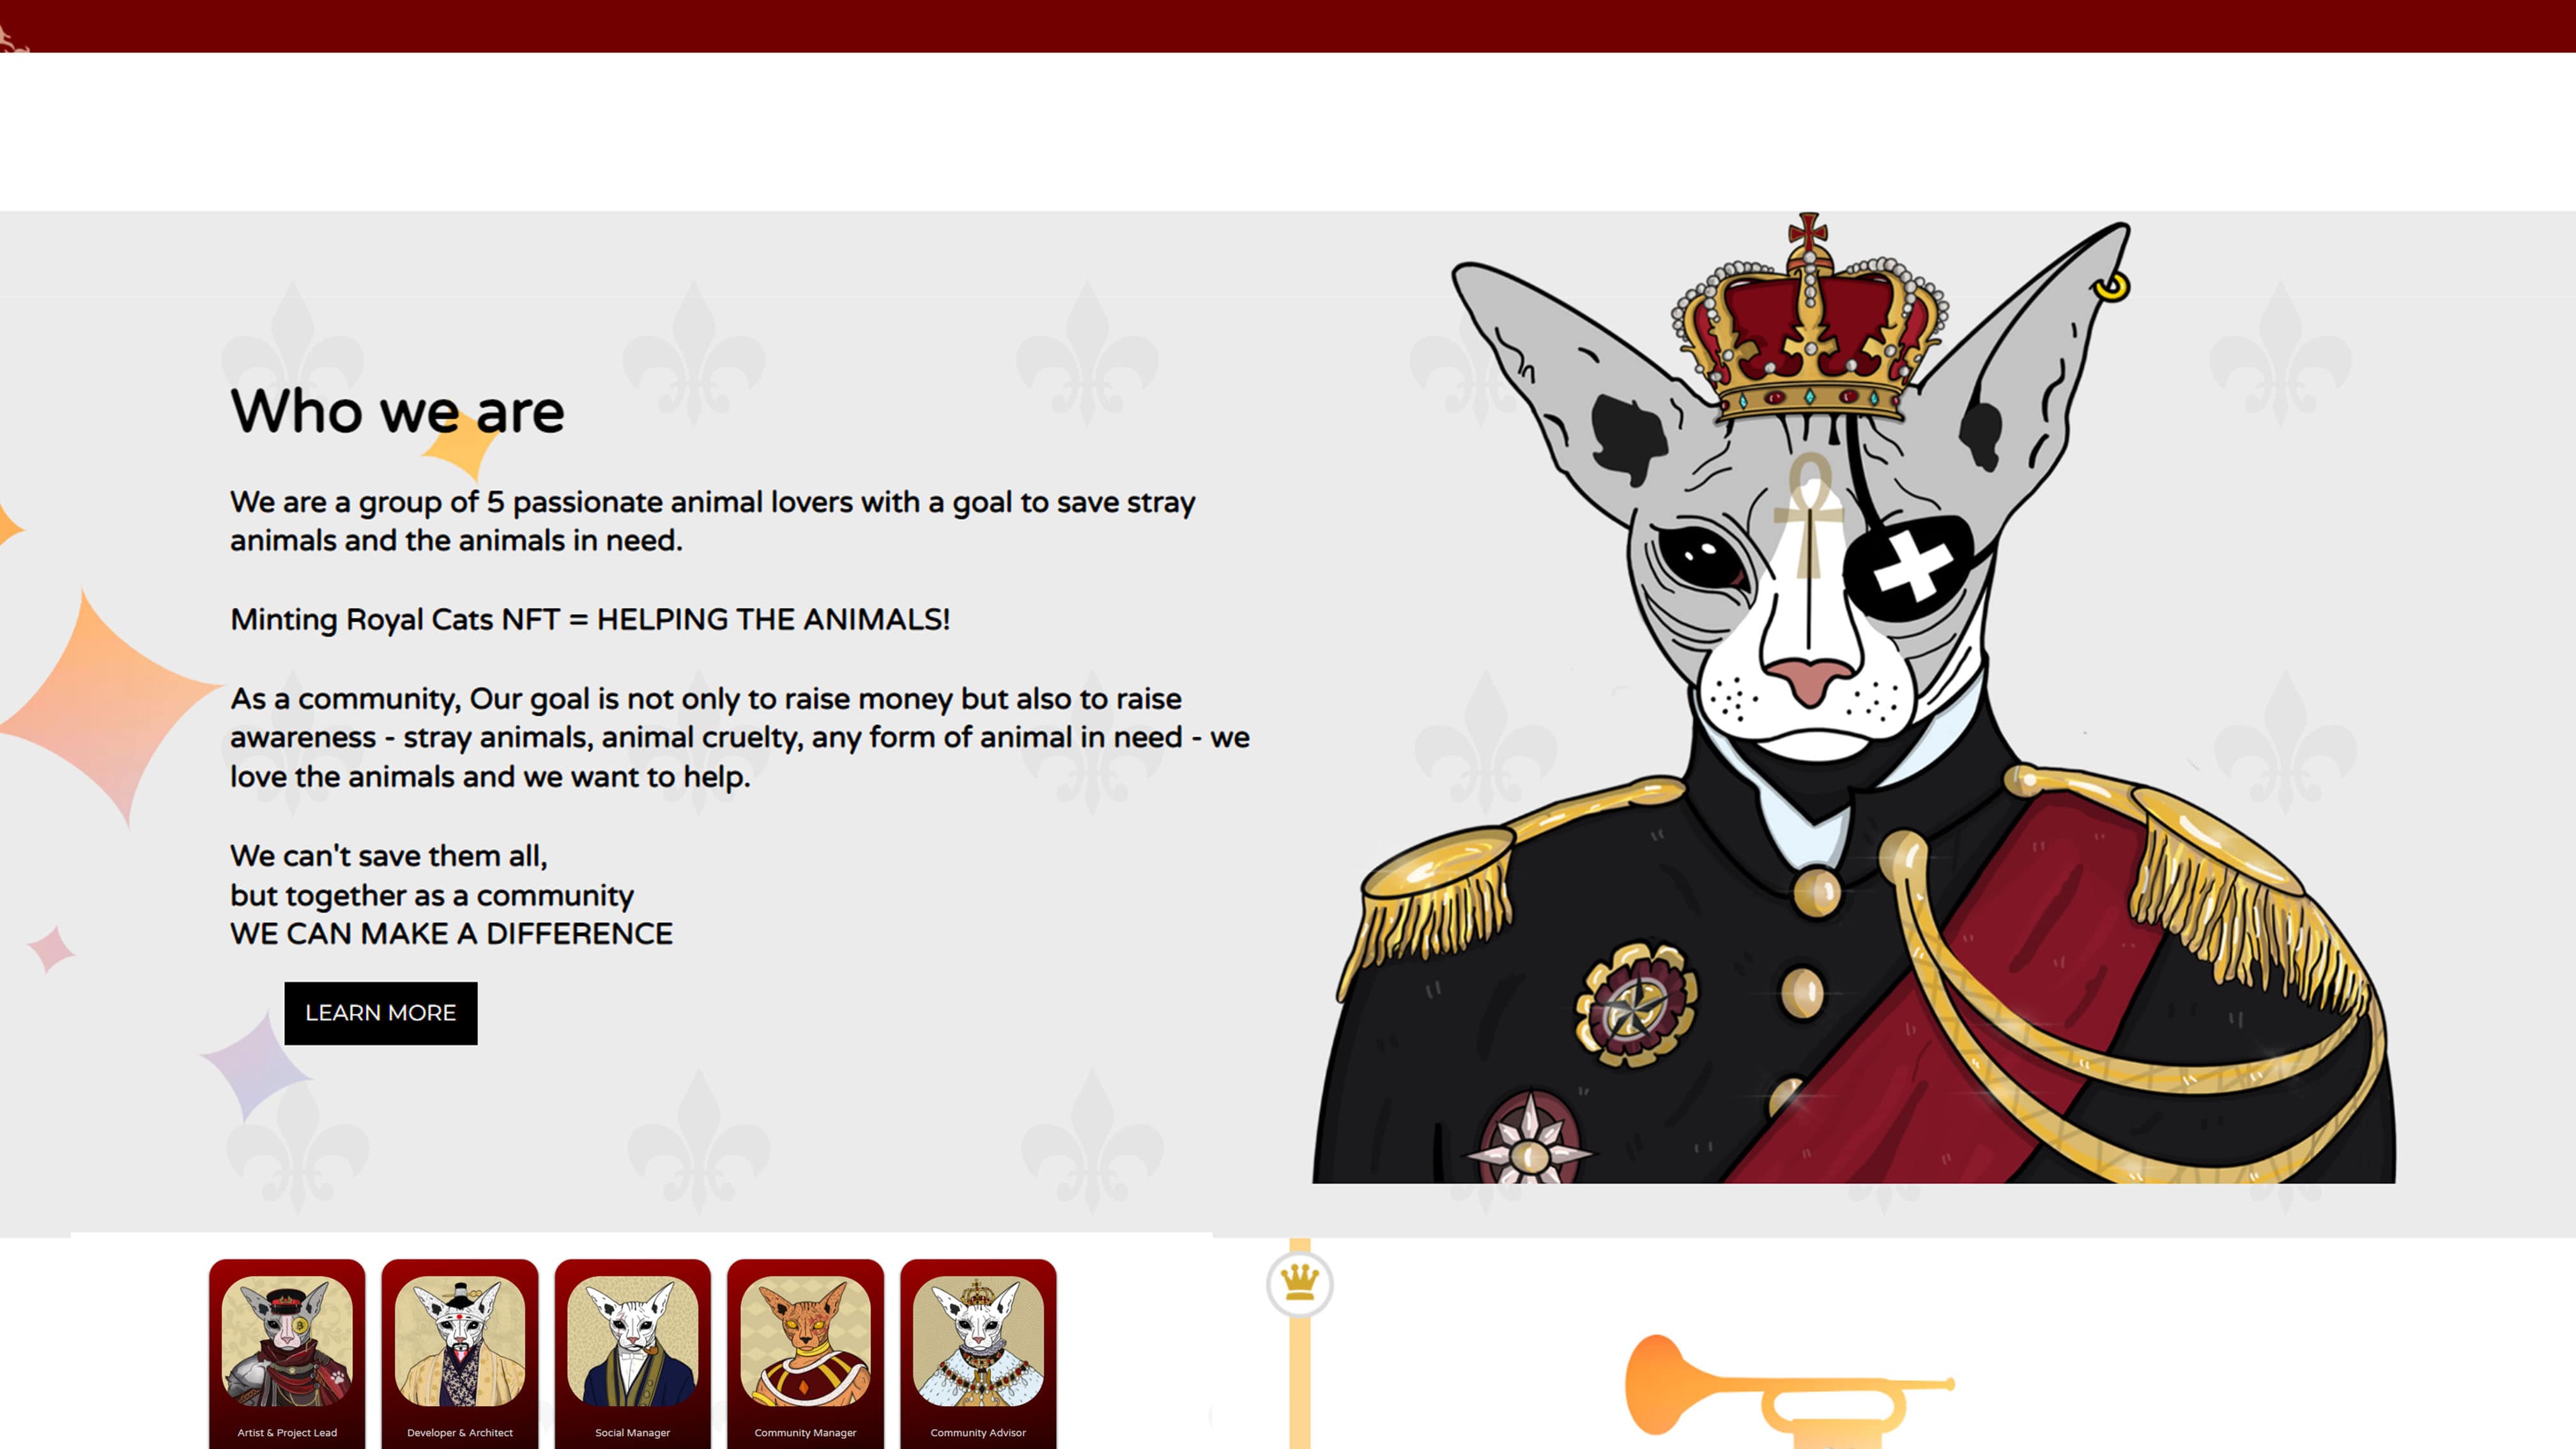 Who we are
We are a group of 5 passionate animal lovers with a goal to save stray
animals and the animals in need.
Minting Royal Cats NFT = HELPING THE ANIMALS!
As a community, Our goal is not only to raise money but also to raise
awareness - stray animals, animal cruelty, any form of animal in need - we
love the animals and we want to help.
We can't save them all,
but together as a community
WE CAN MAKE A DIFFERENCE
LEARN MORE
Artist & Project Lead
Developer & Architect
Social Manager
Community Manager
Community Advisor